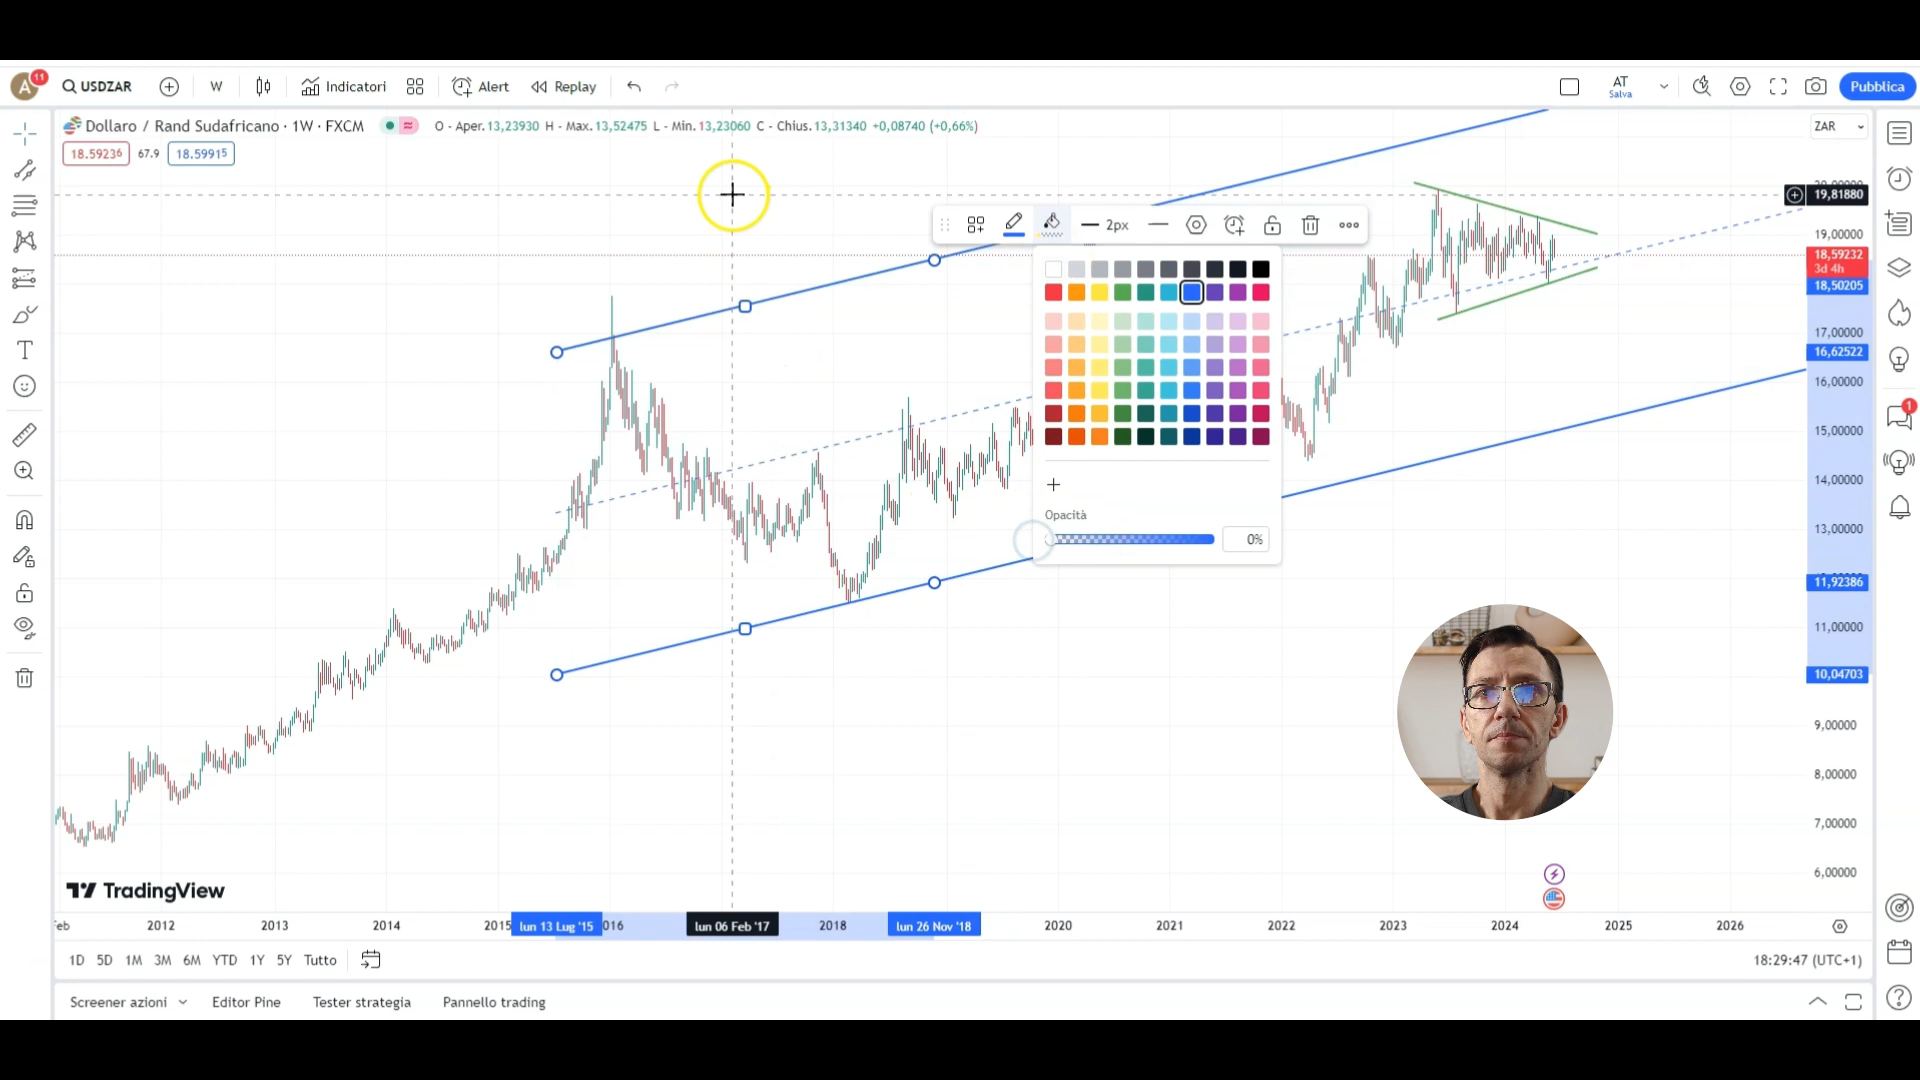 A
11
USDZAR
W
Indicatori
Alert
Replay
AT
Salva
Pubblica
Dollaro / Rand Sudafricano · 1W · FXCM
O - Aper.13,23930 H - Max.13,52475 L - Min.13,23060 C - Chius.13,31340 +0,08740 (+0,66%)
ZAR
18.59236
67.9
18.59915
19,81880
2px
19,00000
18,59232
3d 4h
18,50205
17,00000
16,62522
16,00000
15,00000
14,00000
Opacità
13,00000
0%
11,92386
11,00000
10,04703
9,00000
8,00000
7,00000
6,00000
1
TradingView
Feb
2012
2013
2014
2015
lun 13 Lug '15
016
lun 06 Feb '17
2018
lun 26 Nov '18
2020
2021
2022
2023
2024
2025
2026
1D 5D 1M 3M 6M YTD 1Y 5Y Tutto
18:29:47 (UTC+1)
Screener azioni
Editor Pine
Tester strategia
Pannello trading